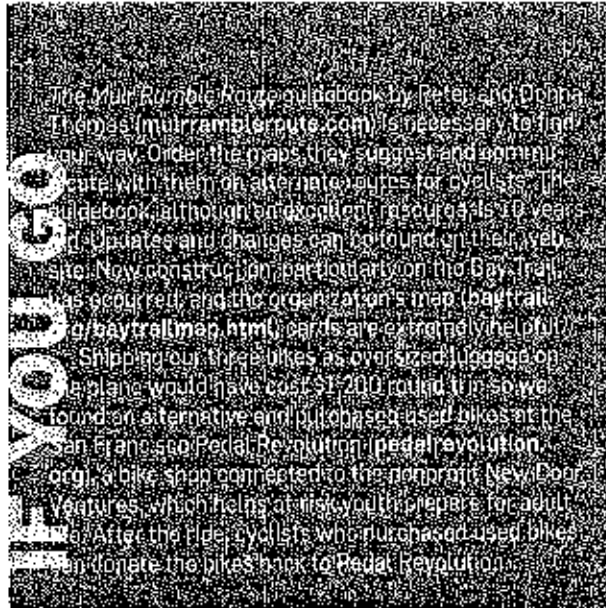 IF YOU GO
The Muir Ramble Route guidebook by Peter and Donna
Thomas (muirrambleroute.com) is necessary to find
your way. Order the maps they suggest and commu-
nicate with them on alternate routes for cyclists. The
guidebook, although an excellent resource, is 10 years
old. Updates and changes can be found on their web-
site. New construction, particularly on the Bay Trail,
has occurred, and the organization's map (baytrail.
org/baytrailmap.html) cards are extremely helpful.
Shipping our three bikes as oversized luggage on
the plane would have cost $1,200 round trip so we
found an alternative and purchased used bikes at the
San Francisco Pedal Revolution (pedalrevolution.
org), a bike shop connected to the nonprofit New Door
Ventures, which helps at risk youth prepare for adult
life. After the ride, cyclists who purchased used bikes
can donate the bikes back to Pedal Revolution.